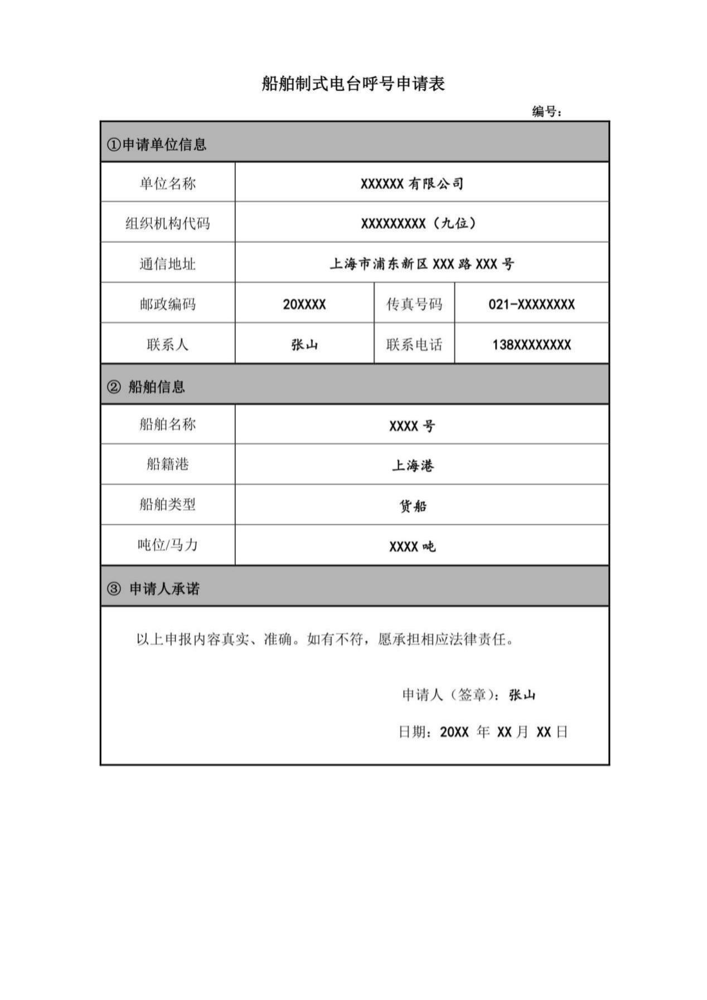 船舶制式电台呼号申请表
编号：
①申请单位信息
单位名称 XXXXXX 有限公司
组织机构代码 XXXXXXXXX（九位）
通信地址 上海市浦东新区 XXX 路 XXX 号
邮政编码 20XXXX 传真号码 021-XXXXXXXX
联系人 张山 联系电话 138XXXXXXXX
② 船舶信息
船舶名称 XXXX 号
船籍港 上海港
船舶类型 货船
吨位/马力 XXXX 吨
③ 申请人承诺
以上申报内容真实、准确。如有不符，愿承担相应法律责任。
申请人（签章）：张山
日期：20XX 年 XX 月 XX 日